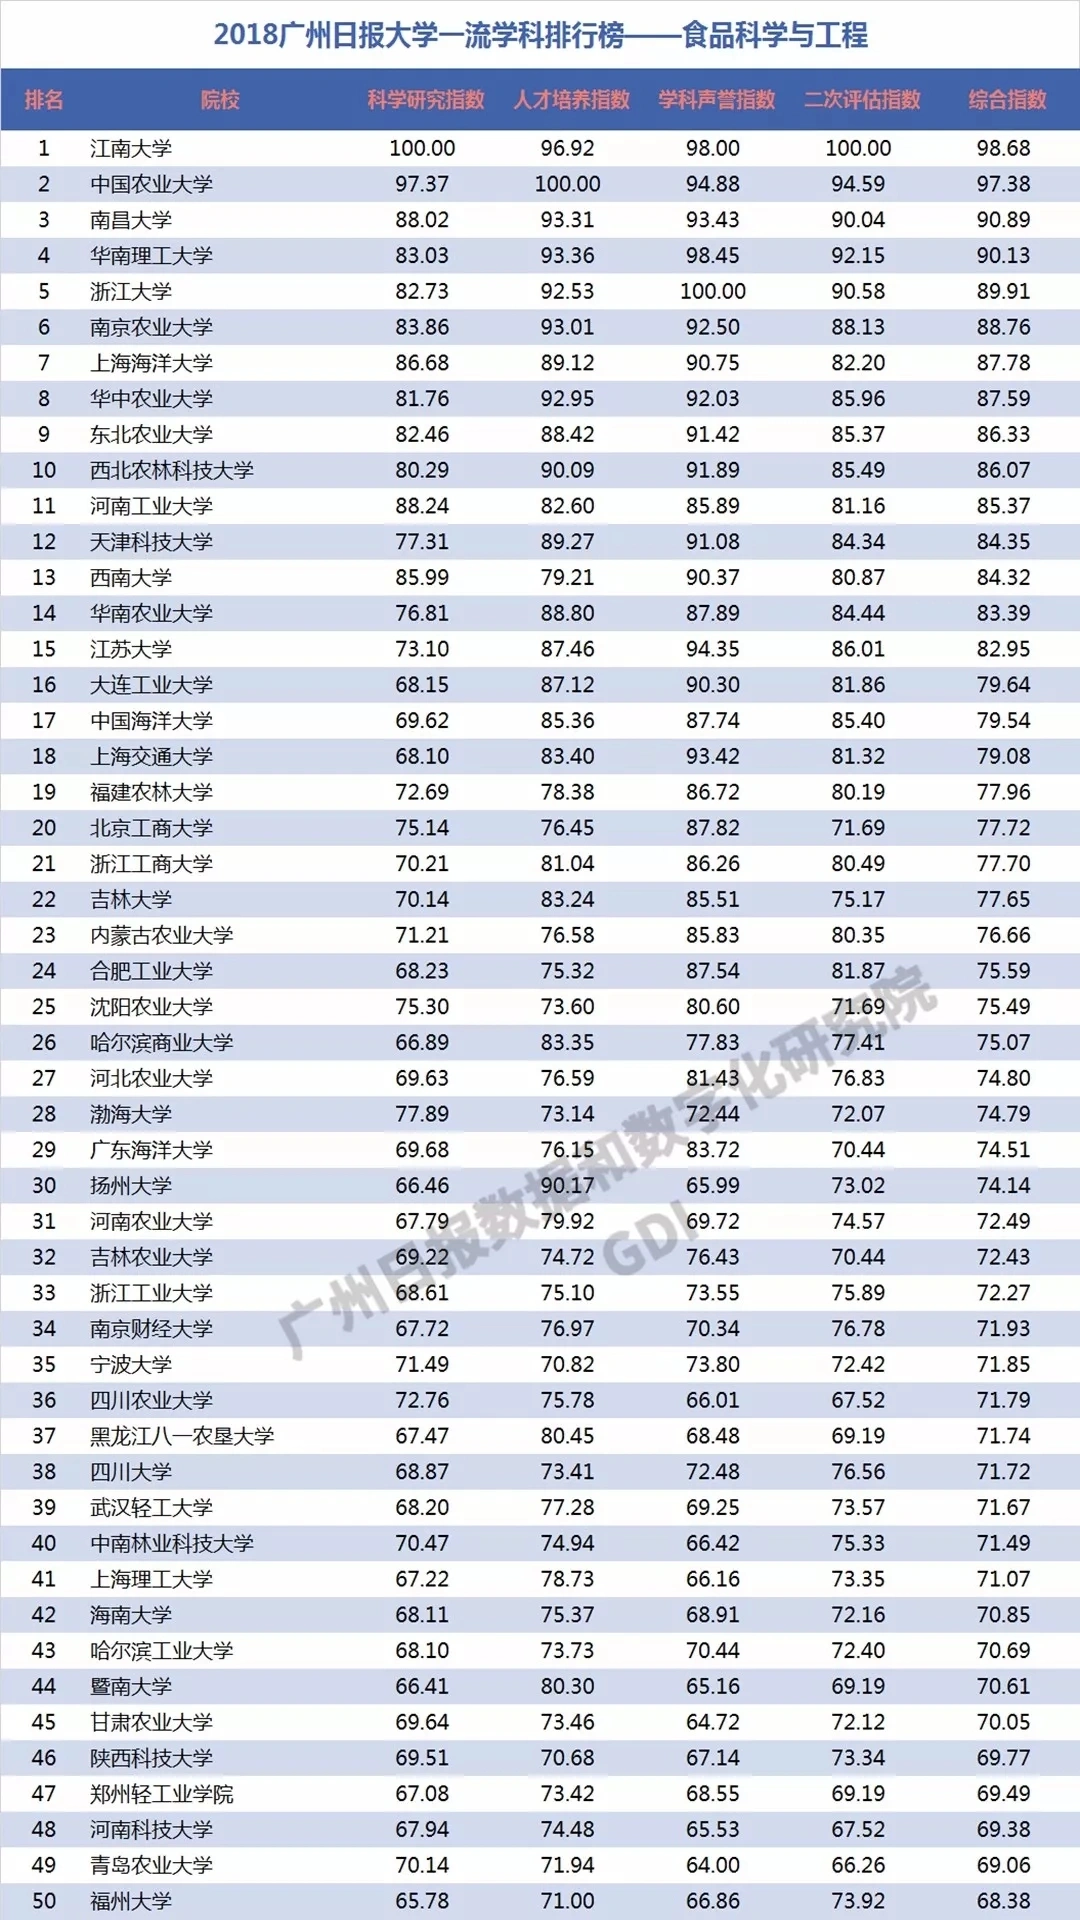 2018广州日报大学一流学科排行榜——食品科学与工程
排名 院校 科学研究指数 人才培养指数 学科声誉指数 二次评估指数 综合指数
1 江南大学 100.00 96.92 98.00 100.00 98.68
2 中国农业大学 97.37 100.00 94.88 94.59 97.38
3 南昌大学 88.02 93.31 93.43 90.04 90.89
4 华南理工大学 83.03 93.36 98.45 92.15 90.13
5 浙江大学 82.73 92.53 100.00 90.58 89.91
6 南京农业大学 83.86 93.01 92.50 88.13 88.76
7 上海海洋大学 86.68 89.12 90.75 82.20 87.78
8 华中农业大学 81.76 92.95 92.03 85.96 87.59
9 东北农业大学 82.46 88.42 91.42 85.37 86.33
10 西北农林科技大学 80.29 90.09 91.89 85.49 86.07
11 河南工业大学 88.24 82.60 85.89 81.16 85.37
12 天津科技大学 77.31 89.27 91.08 84.34 84.35
13 西南大学 85.99 79.21 90.37 80.87 84.32
14 华南农业大学 76.81 88.80 87.89 84.44 83.39
15 江苏大学 73.10 87.46 94.35 86.01 82.95
16 大连工业大学 68.15 87.12 90.30 81.86 79.64
17 中国海洋大学 69.62 85.36 87.74 85.40 79.54
18 上海交通大学 68.10 83.40 93.42 81.32 79.08
19 福建农林大学 72.69 78.38 86.72 80.19 77.96
20 北京工商大学 75.14 76.45 87.82 71.69 77.72
21 浙江工商大学 70.21 81.04 86.26 80.49 77.70
22 吉林大学 70.14 83.24 85.51 75.17 77.65
23 内蒙古农业大学 71.21 76.58 85.83 80.35 76.66
24 合肥工业大学 68.23 75.32 87.54 81.87 75.59
25 沈阳农业大学 75.30 73.60 80.60 71.69 75.49
26 哈尔滨商业大学 66.89 83.35 77.83 77.41 75.07
27 河北农业大学 69.63 76.59 81.43 76.83 74.80
28 渤海大学 77.89 73.14 72.44 72.07 74.79
29 广东海洋大学 69.68 76.15 83.72 70.44 74.51
30 扬州大学 66.46 90.17 65.99 73.02 74.14
31 河南农业大学 67.79 79.92 69.72 74.57 72.49
32 吉林农业大学 69.22 74.72 76.43 70.44 72.43
33 浙江工业大学 68.61 75.10 73.55 75.89 72.27
34 南京财经大学 67.72 76.97 70.34 76.78 71.93
35 宁波大学 71.49 70.82 73.80 72.42 71.85
36 四川农业大学 72.76 75.78 66.01 67.52 71.79
37 黑龙江八一农垦大学 67.47 80.45 68.48 69.19 71.74
38 四川大学 68.87 73.41 72.48 76.56 71.72
39 武汉轻工大学 68.20 77.28 69.25 73.57 71.67
40 中南林业科技大学 70.47 74.94 66.42 75.33 71.49
41 上海理工大学 67.22 78.73 66.16 73.35 71.07
42 海南大学 68.11 75.37 68.91 72.16 70.85
43 哈尔滨工业大学 68.10 73.73 70.44 72.40 70.69
44 暨南大学 66.41 80.30 65.16 69.19 70.61
45 甘肃农业大学 69.64 73.46 64.72 72.12 70.05
46 陕西科技大学 69.51 70.68 67.14 73.34 69.77
47 郑州轻工业学院 67.08 73.42 68.55 69.19 69.49
48 河南科技大学 67.94 74.48 65.53 67.52 69.38
49 青岛农业大学 70.14 71.94 64.00 66.26 69.06
50 福州大学 65.78 71.00 66.86 73.92 68.38
广州日报数据和数字化研究院
GDI